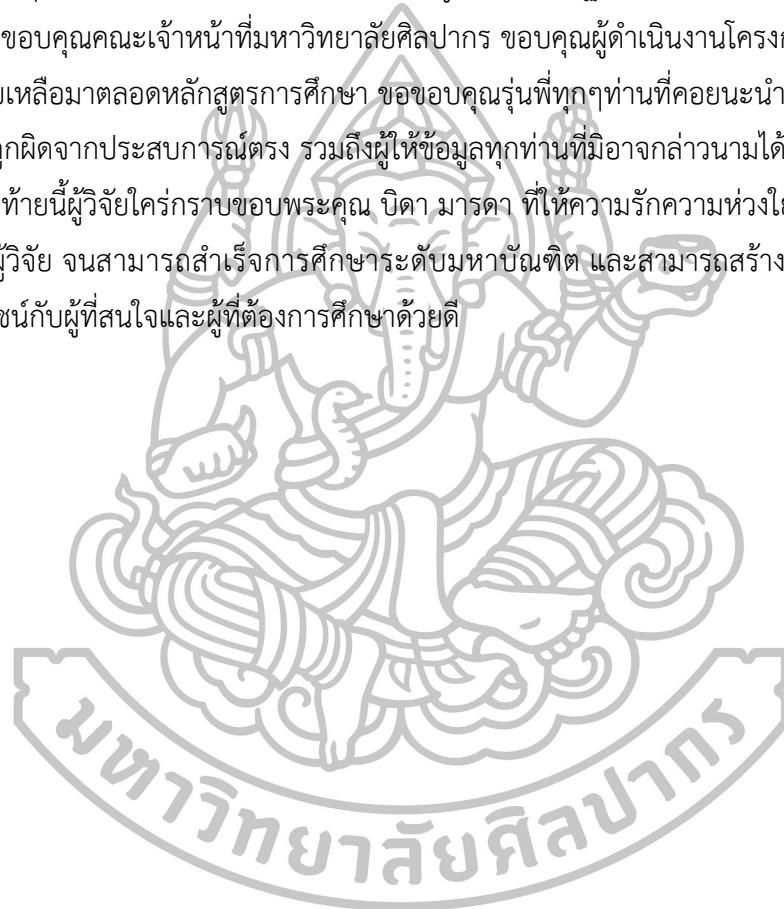 ขอบคุณคณะเจ้าหน้าที่มหาวิทยาลัยศิลปากร ขอบคุณผู้ดำเนินงานโครง
เหลือมาตลอดหลักสูตรการศึกษา ขอขอบคุณรุ่นพี่ทุกๆท่านที่คอยนะนำ
ผิดจากประสบการณ์ตรง รวมถึงผู้ให้ข้อมูลทุกท่านที่มิอาจกล่าวนามได้
ท้ายนี้ผู้วิจัยใคร่กราบขอบพระคุณ บิดา มารดา ที่ให้ความรักความห่วงใย
ผู้วิจัย จนสามารถสำเร็จการศึกษาระดับมหาบัณฑิต และสามารถสร้าง
ชน์กับผู้ที่สนใจและผู้ที่ต้องการศึกษาด้วยดี
มหาวิทยาลัยศิลปากร